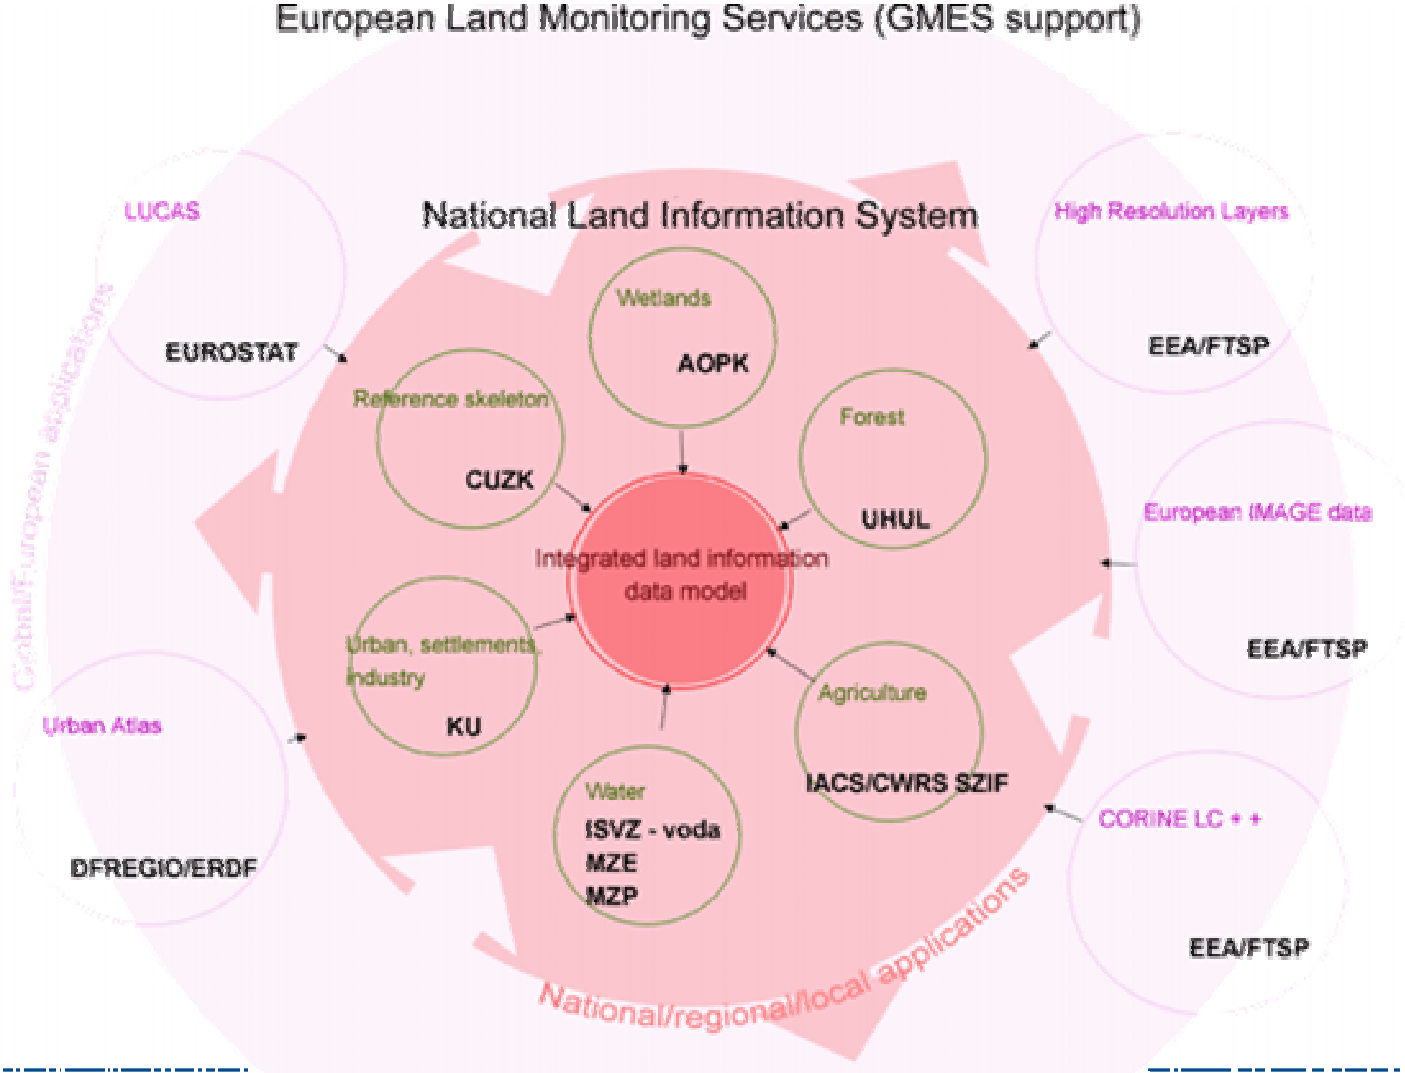 European Land Monitoring Services (GMES support)
National Land Information System
LUCAS
EUROSTAT
High Resolution Layers
EEA/FTSP
Wetlands
AOPK
Reference skeleton
CUZK
Forest
UHUL
Global/European applications
European IMAGE data
EEA/FTSP
Integrated land information
data model
Urban, settlements,
industry
KU
Agriculture
IACS/CWRS SZIF
Urban Atlas
DFREGIO/ERDF
Water
ISVZ - voda
MZE
MZP
CORINE LC + +
EEA/FTSP
National/regional/local applications